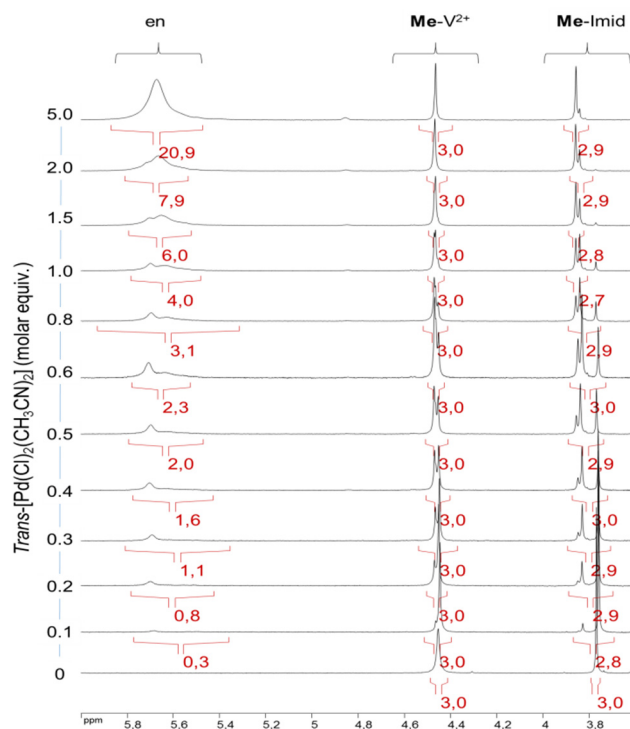 en Me-V²⁺ Me-Imid
5.0
20,9 3,0 2,9
2.0
7,9 3,0 2,9
1.5
6,0 3,0 2,8
1.0
4,0 3,0 2,7
0.8
3,1 3,0 2,9
0.6
2,3 3,0 3,0
0.5
2,0 3,0 2,9
0.4
1,6 3,0 3,0
0.3
1,1 3,0 2,9
0.2
0,8 3,0 2,9
0.1
0,3 3,0 2,8
0
3,0 3,0
Trans-[Pd(Cl)₂(CH₃CN)₂] (molar equiv.)
ppm 5,8 5,6 5,4 5,2 5 4,8 4,6 4,4 4,2 4 3,8